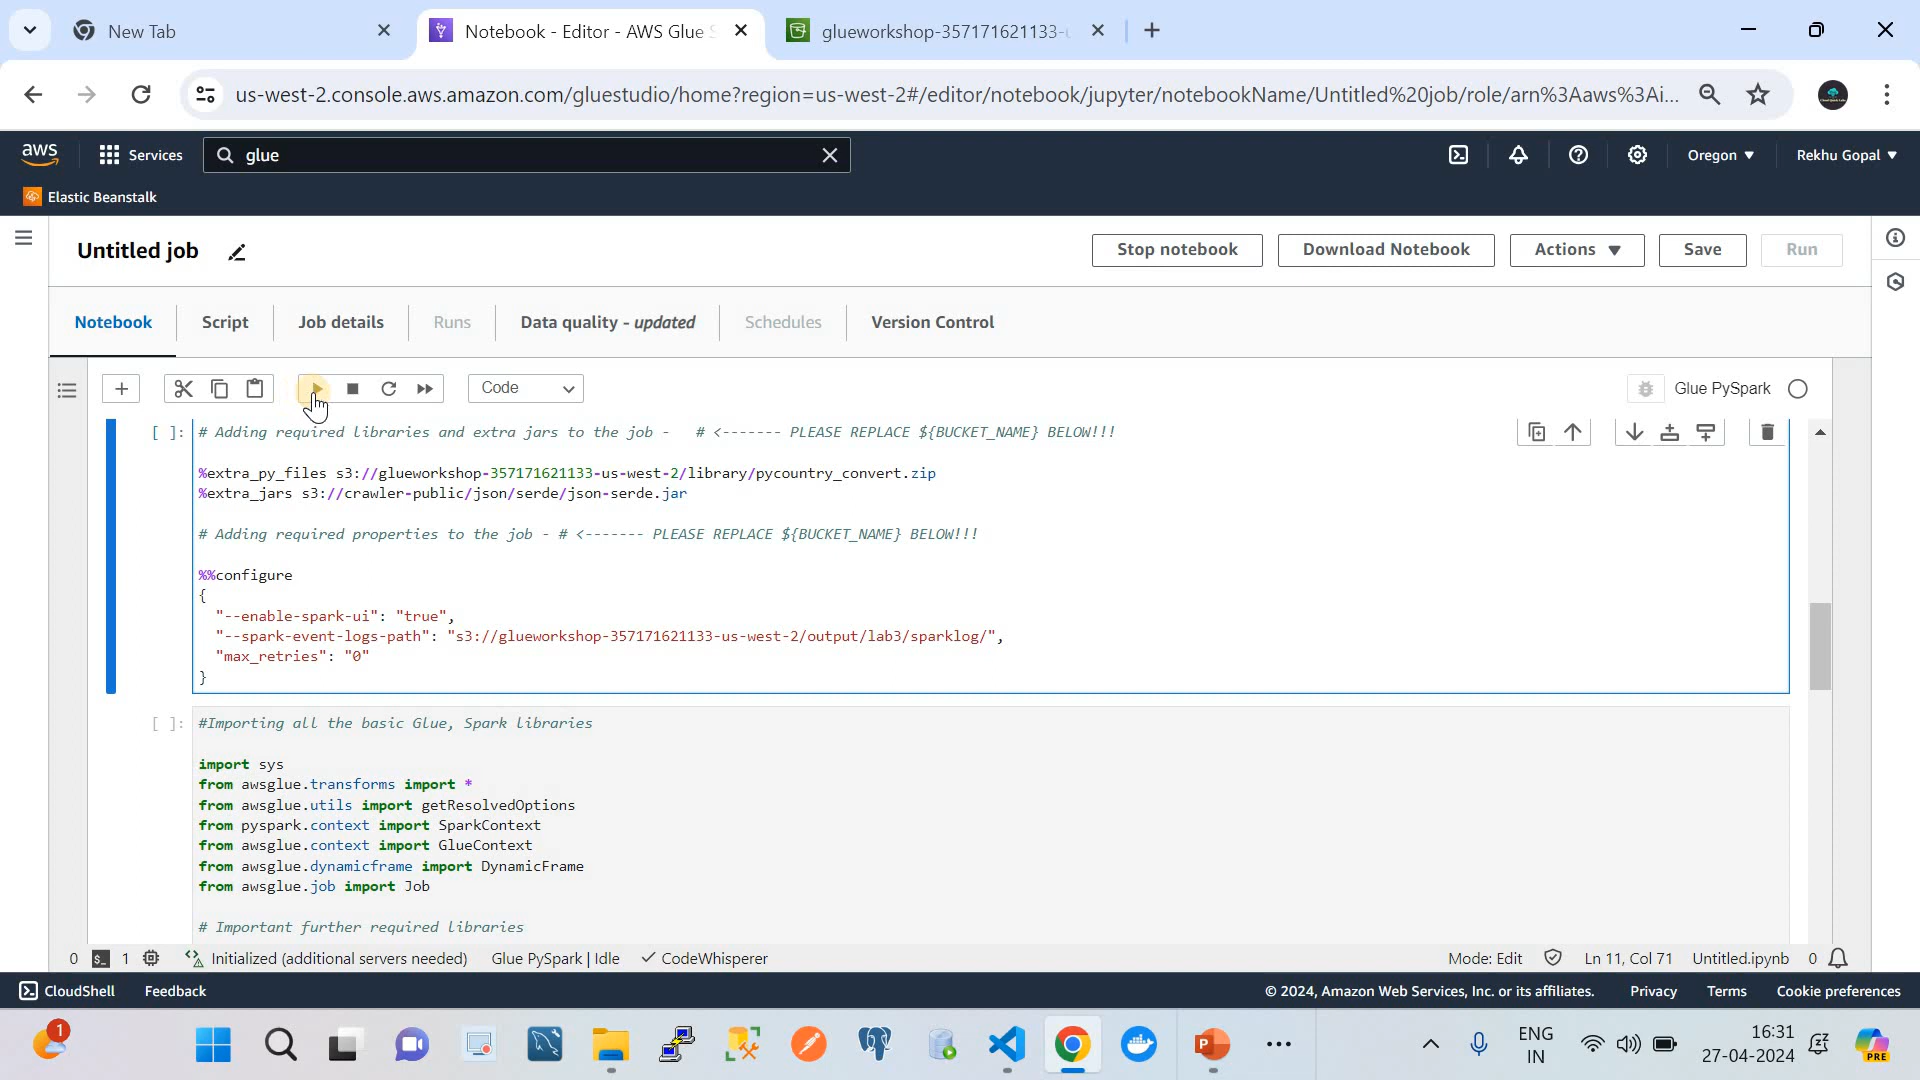 New Tab
Notebook - Editor - AWS Glue S
glueworkshop-357171621133-u
us-west-2.console.aws.amazon.com/gluestudio/home?region=us-west-2#/editor/notebook/jupyter/notebookName/Untitled%20job/role/arn%3Aaws%3Ai...
aws
Services
glue
Oregon ▼
Rekhu Gopal ▼
Elastic Beanstalk
Untitled job
Stop notebook
Download Notebook
Actions ▼
Save
Run
Notebook
Script
Job details
Runs
Data quality - updated
Schedules
Version Control
Code
Glue PySpark
[ ]:
# Adding required libraries and extra jars to the job -   # <------- PLEASE REPLACE ${BUCKET_NAME} BELOW!!!
%extra_py_files s3://glueworkshop-357171621133-us-west-2/library/pycountry_convert.zip
%extra_jars s3://crawler-public/json/serde/json-serde.jar
# Adding required properties to the job - # <------- PLEASE REPLACE ${BUCKET_NAME} BELOW!!!
%%configure
{
"--enable-spark-ui": "true",
"--spark-event-logs-path": "s3://glueworkshop-357171621133-us-west-2/output/lab3/sparklog/",
"max_retries": "0"
}
[ ]:
#Importing all the basic Glue, Spark libraries
import sys
from awsglue.transforms import *
from awsglue.utils import getResolvedOptions
from pyspark.context import SparkContext
from awsglue.context import GlueContext
from awsglue.dynamicframe import DynamicFrame
from awsglue.job import Job
# Important further required libraries
0
1
Initialized (additional servers needed)
Glue PySpark | Idle
CodeWhisperer
Mode: Edit
Ln 11, Col 71
Untitled.ipynb
0
CloudShell
Feedback
© 2024, Amazon Web Services, Inc. or its affiliates.
Privacy
Terms
Cookie preferences
1
ENG
IN
16:31
27-04-2024
PRE